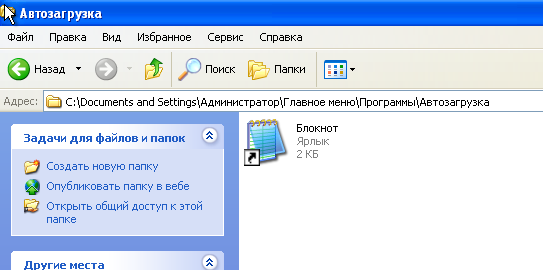 Автозагрузка
Файл Правка Вид Избранное Сервис Справка
Назад Поиск Папки
Адрес: C:\Documents and Settings\Администратор\Главное меню\Программы\Автозагрузка
Задачи для файлов и папок
Создать новую папку
Опубликовать папку в вебе
Открыть общий доступ к этой
папке
Другие места
Блокнот
Ярлык
2 КБ